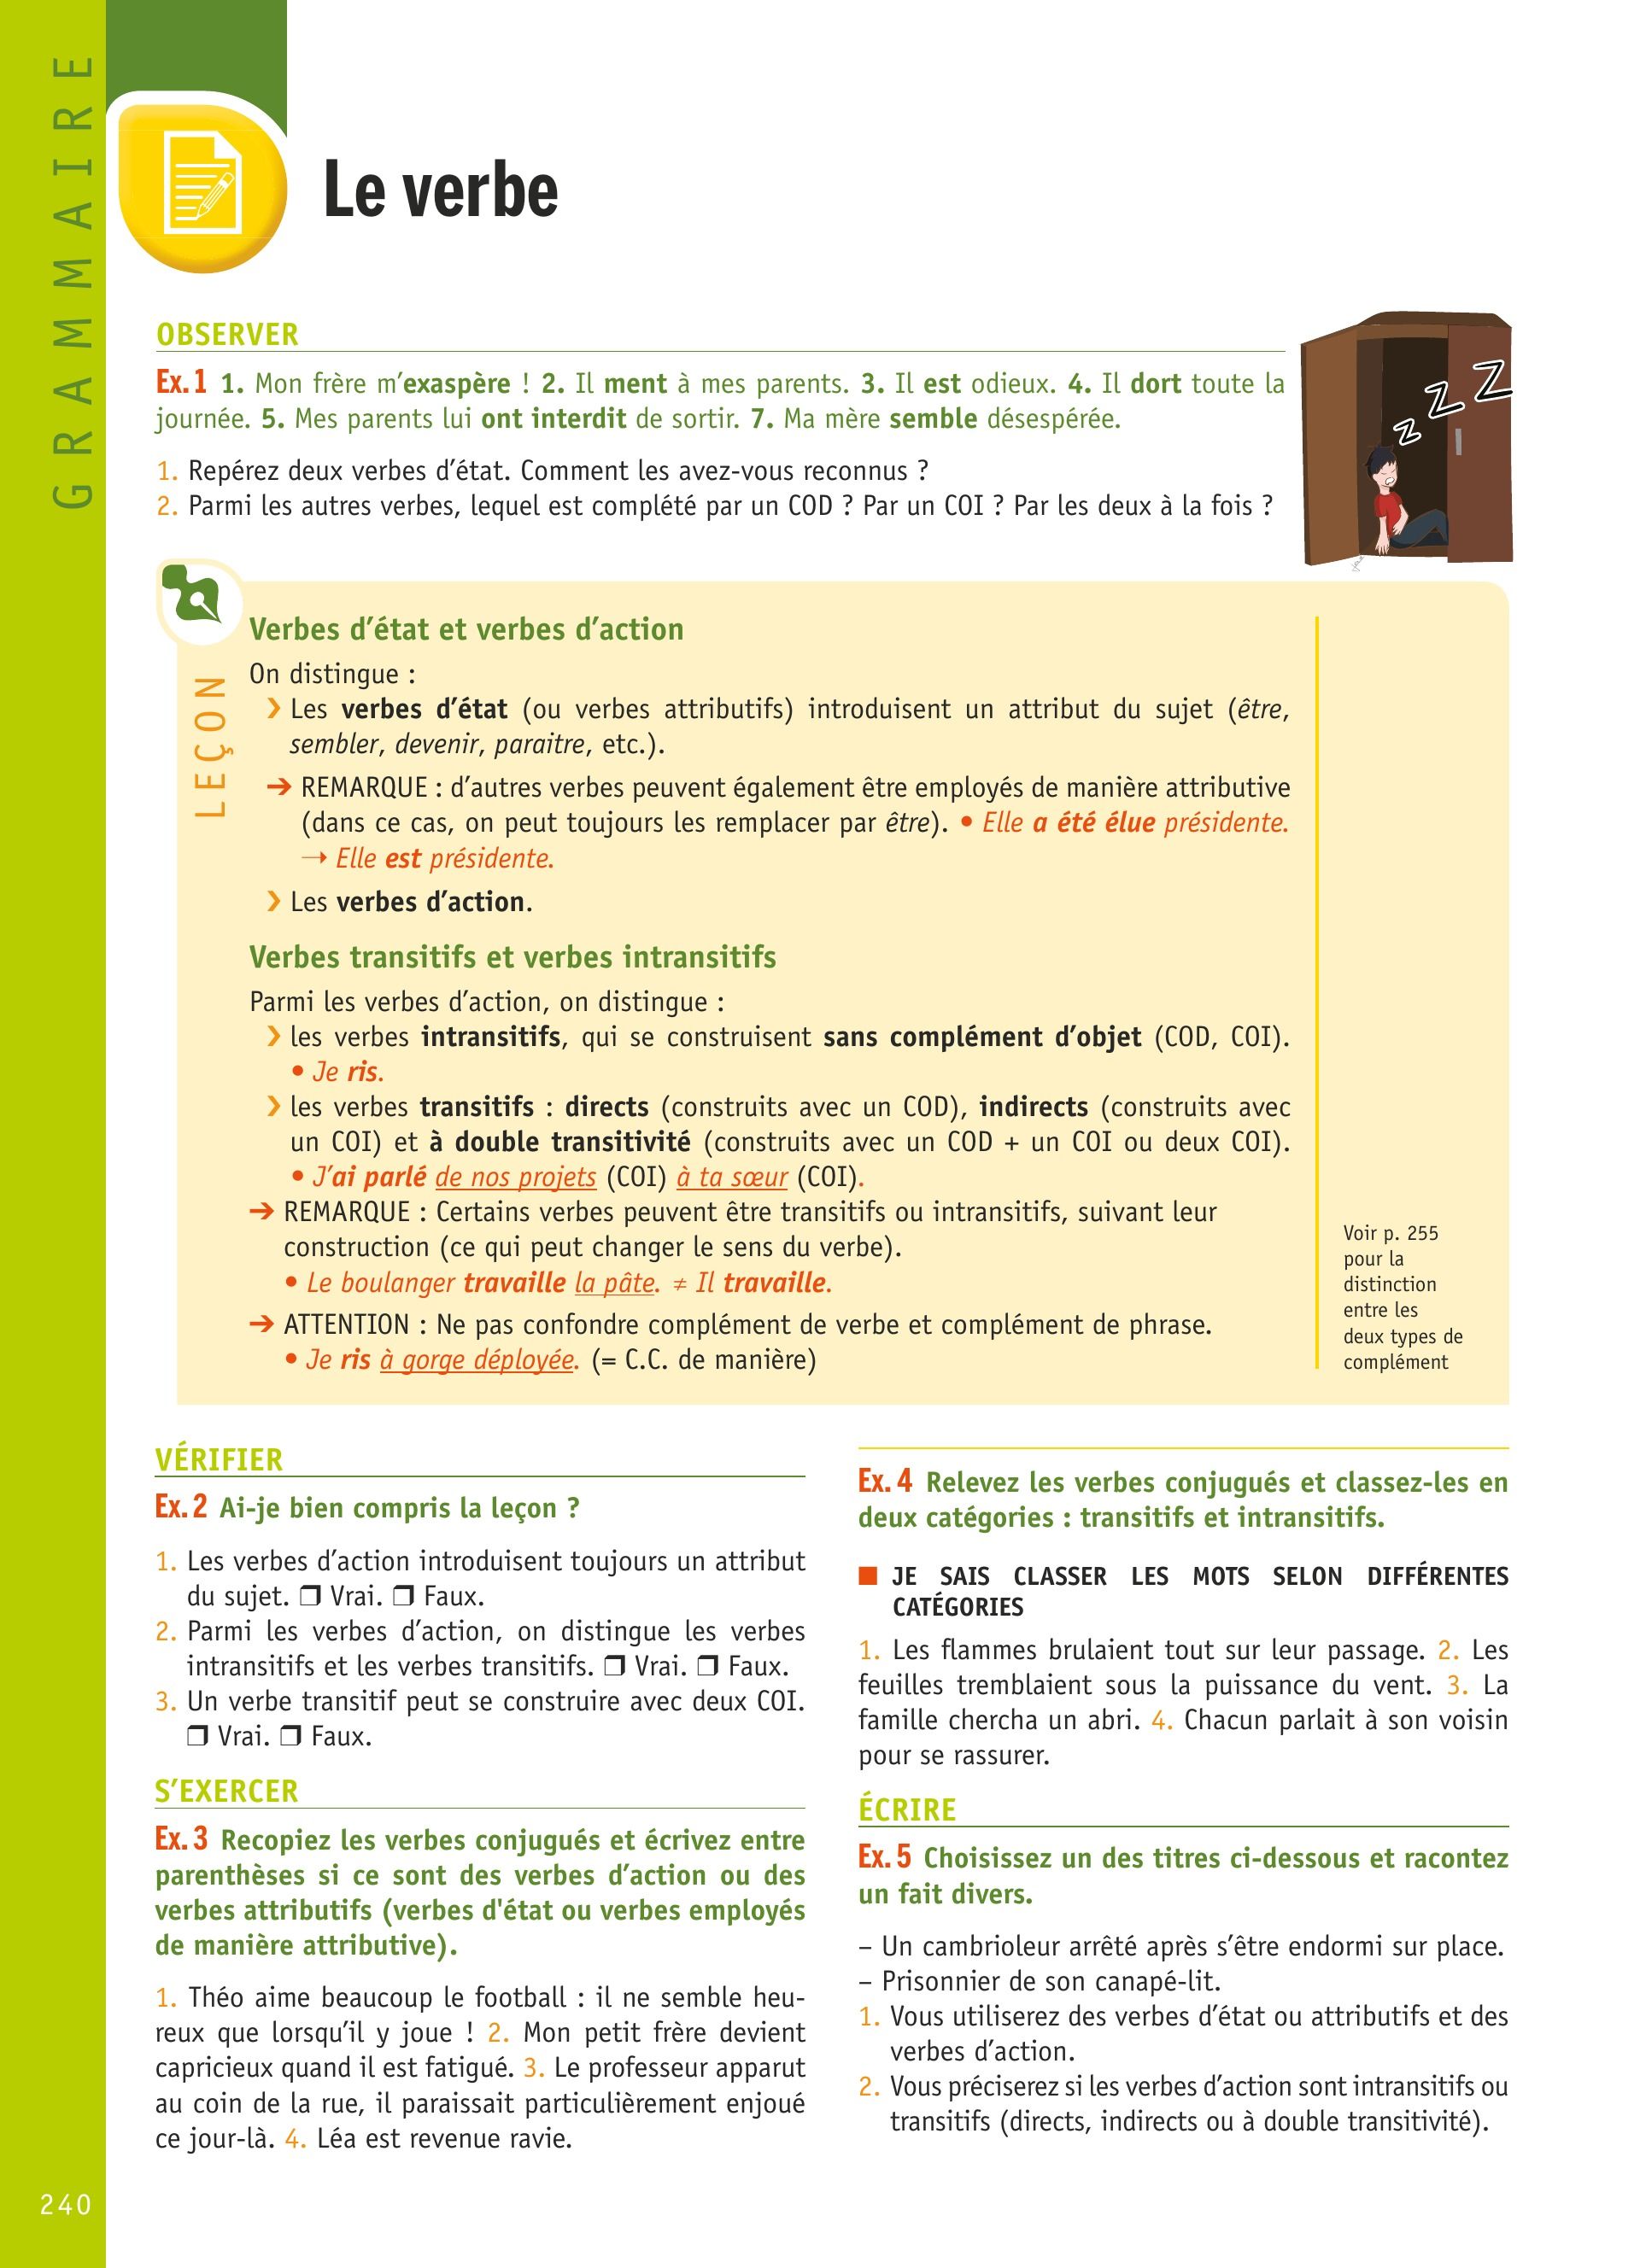 GRAMMAIRE
Le verbe
OBSERVER
Ex. 1 1. Mon frère m’exaspère ! 2. Il ment à mes parents. 3. Il est odieux. 4. Il dort toute la
journée. 5. Mes parents lui ont interdit de sortir. 7. Ma mère semble désespérée.
1. Repérez deux verbes d’état. Comment les avez-vous reconnus ?
2. Parmi les autres verbes, lequel est complété par un COD ? Par un COI ? Par les deux à la fois ?
z Z Z
LEÇON
Verbes d’état et verbes d’action
On distingue :
› Les verbes d’état (ou verbes attributifs) introduisent un attribut du sujet (être,
sembler, devenir, paraitre, etc.).
➔ REMARQUE : d’autres verbes peuvent également être employés de manière attributive
(dans ce cas, on peut toujours les remplacer par être). • Elle a été élue présidente.
→ Elle est présidente.
› Les verbes d’action.
Verbes transitifs et verbes intransitifs
Parmi les verbes d’action, on distingue :
› les verbes intransitifs, qui se construisent sans complément d’objet (COD, COI).
• Je ris.
› les verbes transitifs : directs (construits avec un COD), indirects (construits avec
un COI) et à double transitivité (construits avec un COD + un COI ou deux COI).
• J’ai parlé de nos projets (COI) à ta sœur (COI).
➔ REMARQUE : Certains verbes peuvent être transitifs ou intransitifs, suivant leur
construction (ce qui peut changer le sens du verbe).
• Le boulanger travaille la pâte. ≠ Il travaille.
➔ ATTENTION : Ne pas confondre complément de verbe et complément de phrase.
• Je ris à gorge déployée. (= C.C. de manière)
Voir p. 255
pour la
distinction
entre les
deux types de
complément
VÉRIFIER
Ex. 2 Ai-je bien compris la leçon ?
1. Les verbes d’action introduisent toujours un attribut
du sujet. ❒ Vrai. ❒ Faux.
2. Parmi les verbes d’action, on distingue les verbes
intransitifs et les verbes transitifs. ❒ Vrai. ❒ Faux.
3. Un verbe transitif peut se construire avec deux COI.
❒ Vrai. ❒ Faux.
S’EXERCER
Ex. 3 Recopiez les verbes conjugués et écrivez entre
parenthèses si ce sont des verbes d’action ou des
verbes attributifs (verbes d'état ou verbes employés
de manière attributive).
1. Théo aime beaucoup le football : il ne semble heu-
reux que lorsqu’il y joue ! 2. Mon petit frère devient
capricieux quand il est fatigué. 3. Le professeur apparut
au coin de la rue, il paraissait particulièrement enjoué
ce jour-là. 4. Léa est revenue ravie.
Ex. 4 Relevez les verbes conjugués et classez-les en
deux catégories : transitifs et intransitifs.
■ JE SAIS CLASSER LES MOTS SELON DIFFÉRENTES
CATÉGORIES
1. Les flammes brulaient tout sur leur passage. 2. Les
feuilles tremblaient sous la puissance du vent. 3. La
famille chercha un abri. 4. Chacun parlait à son voisin
pour se rassurer.
ÉCRIRE
Ex. 5 Choisissez un des titres ci-dessous et racontez
un fait divers.
– Un cambrioleur arrêté après s’être endormi sur place.
– Prisonnier de son canapé-lit.
1. Vous utiliserez des verbes d’état ou attributifs et des
verbes d’action.
2. Vous préciserez si les verbes d’action sont intransitifs ou
transitifs (directs, indirects ou à double transitivité).
240